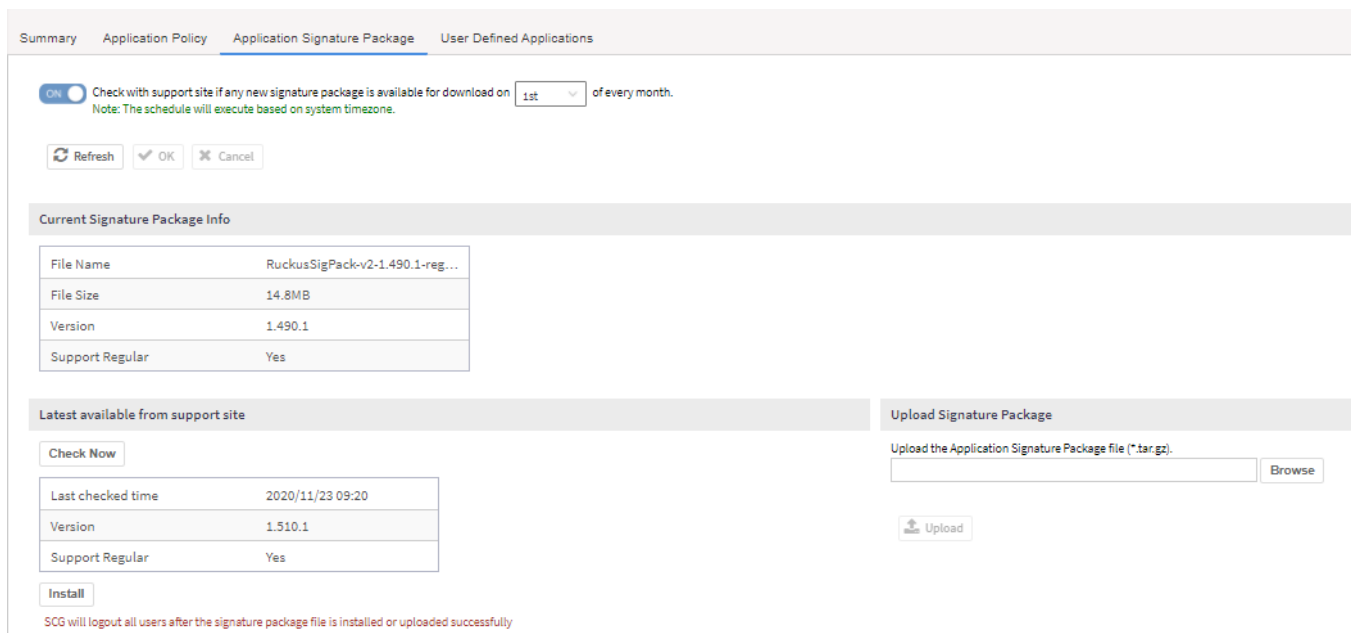 Summary Application Policy Application Signature Package User Defined Applications
ON Check with support site if any new signature package is available for download on 1st of every month.
Note: The schedule will execute based on system timezone.
Refresh OK Cancel
Current Signature Package Info
File Name RuckusSigPack-v2-1.490.1-reg...
File Size 14.8MB
Version 1.490.1
Support Regular Yes
Latest available from support site
Check Now
Last checked time 2020/11/23 09:20
Version 1.510.1
Support Regular Yes
Install
SCG will logout all users after the signature package file is installed or uploaded successfully
Upload Signature Package
Upload the Application Signature Package file (*.tar.gz).
Browse
Upload